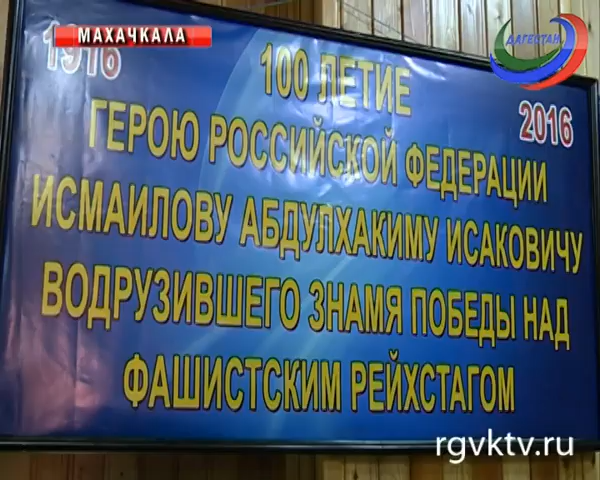 МАХАЧКАЛА
ДАГЕСТАН
1916
2016
100 ЛЕТИЕ
ГЕРОЮ РОССИЙСКОЙ ФЕДЕРАЦИИ
ИСМАИЛОВУ АБДУЛХАКИМУ ИСАКОВИЧУ
ВОДРУЗИВШЕГО ЗНАМЯ ПОБЕДЫ НАД
ФАШИСТСКИМ РЕЙХСТАГОМ
rgvktv.ru